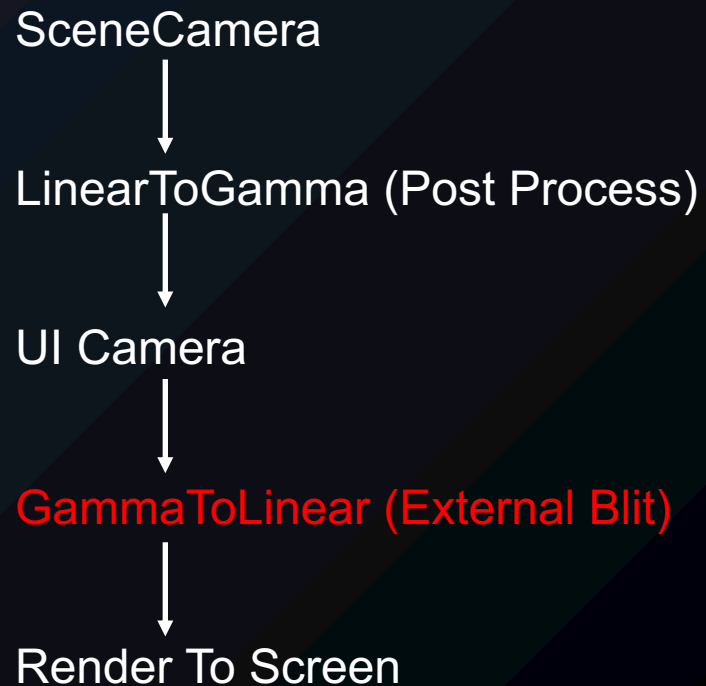 SceneCamera
LinearToGamma (Post Process)
UI Camera
GammaToLinear (External Blit)
Render To Screen